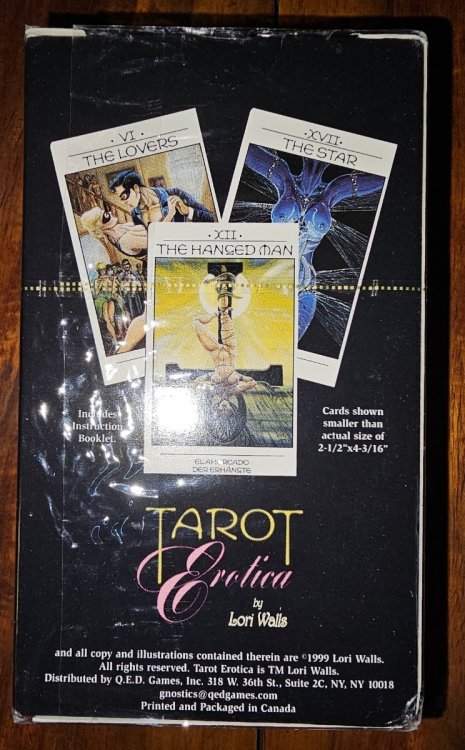 · VI ·
THE LOVERS
· XVII ·
THE STAR
· XII ·
THE HANGED MAN
EL AHORCADO
DER ERHÄNGTE
Includes
Instruction
Booklet.
Cards shown
smaller than
actual size of
2-1/2"x4-3/16"
TAROT
Erotica
by
Lori Walls
and all copy and illustrations contained therein are ©1999 Lori Walls.
All rights reserved. Tarot Erotica is TM Lori Walls.
Distributed by Q.E.D. Games, Inc. 318 W. 36th St., Suite 2C, NY, NY 10018
gnostics@qedgames.com
Printed and Packaged in Canada